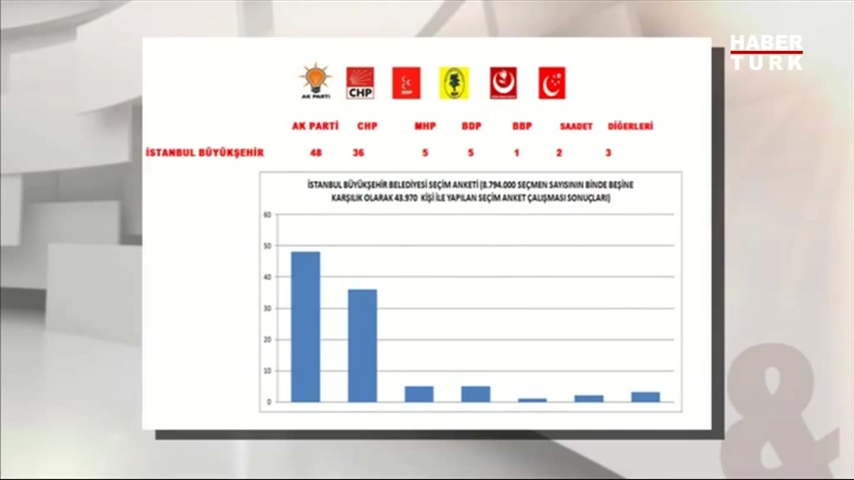 HABER
TURK
AK PARTİ
CHP
AK PARTİ CHP MHP BDP BBP SAADET DİĞERLERİ
İSTANBUL BÜYÜKŞEHİR 48 36 5 5 1 2 3
İSTANBUL BÜYÜKŞEHİR BELEDİYESİ SEÇİM ANKETİ (8.794.000 SEÇMEN SAYISININ BİNDE BEŞİNE
KARŞILIK OLARAK 43.970 KİŞİ İLE YAPILAN SEÇİM ANKET ÇALIŞMASI SONUÇLARI)
60
50
40
30
20
10
0
&